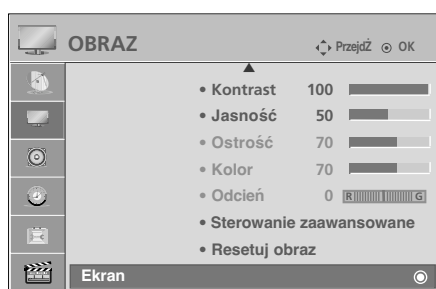 OBRAZ PrzejdŹ OK
• Kontrast 100
• Jasność 50
• Ostrość 70
• Kolor 70
• Odcień 0 R G
• Sterowanie zaawansowane
• Resetuj obraz
Ekran